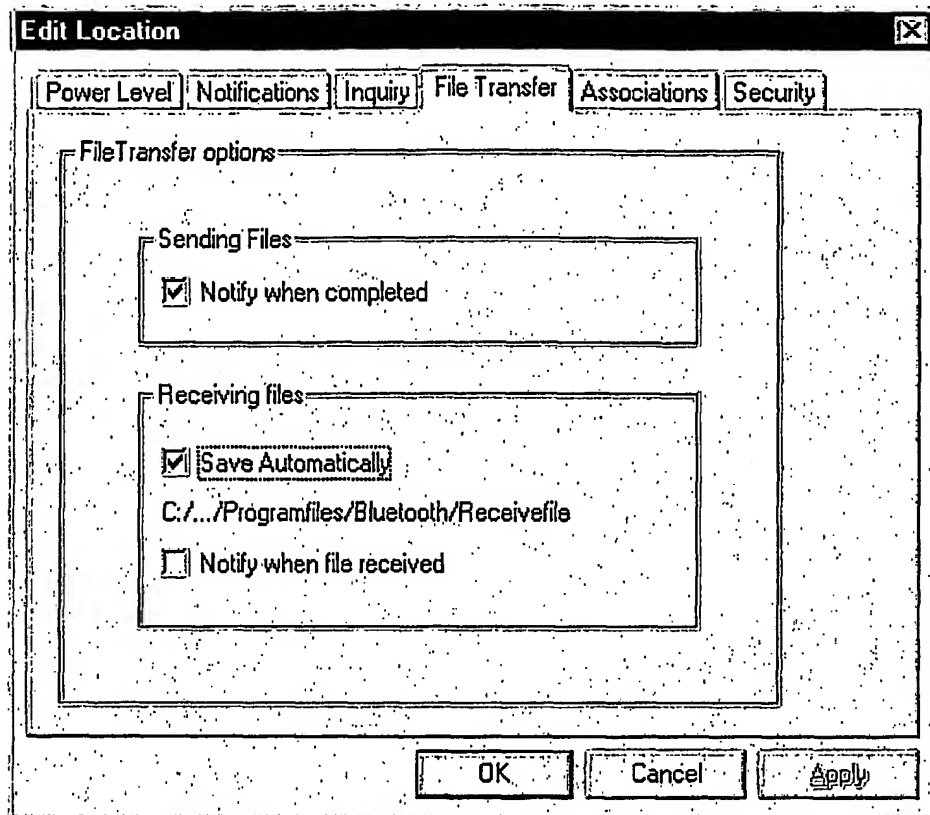 Edit Location
Power Level Notifications Inquiry File Transfer Associations Security
FileTransfer options
Sending Files
Notify when completed
Receiving files
Save Automatically
C:/.../Programfiles/Bluetooth/Receivefile
Notify when file received
OK Cancel Apply